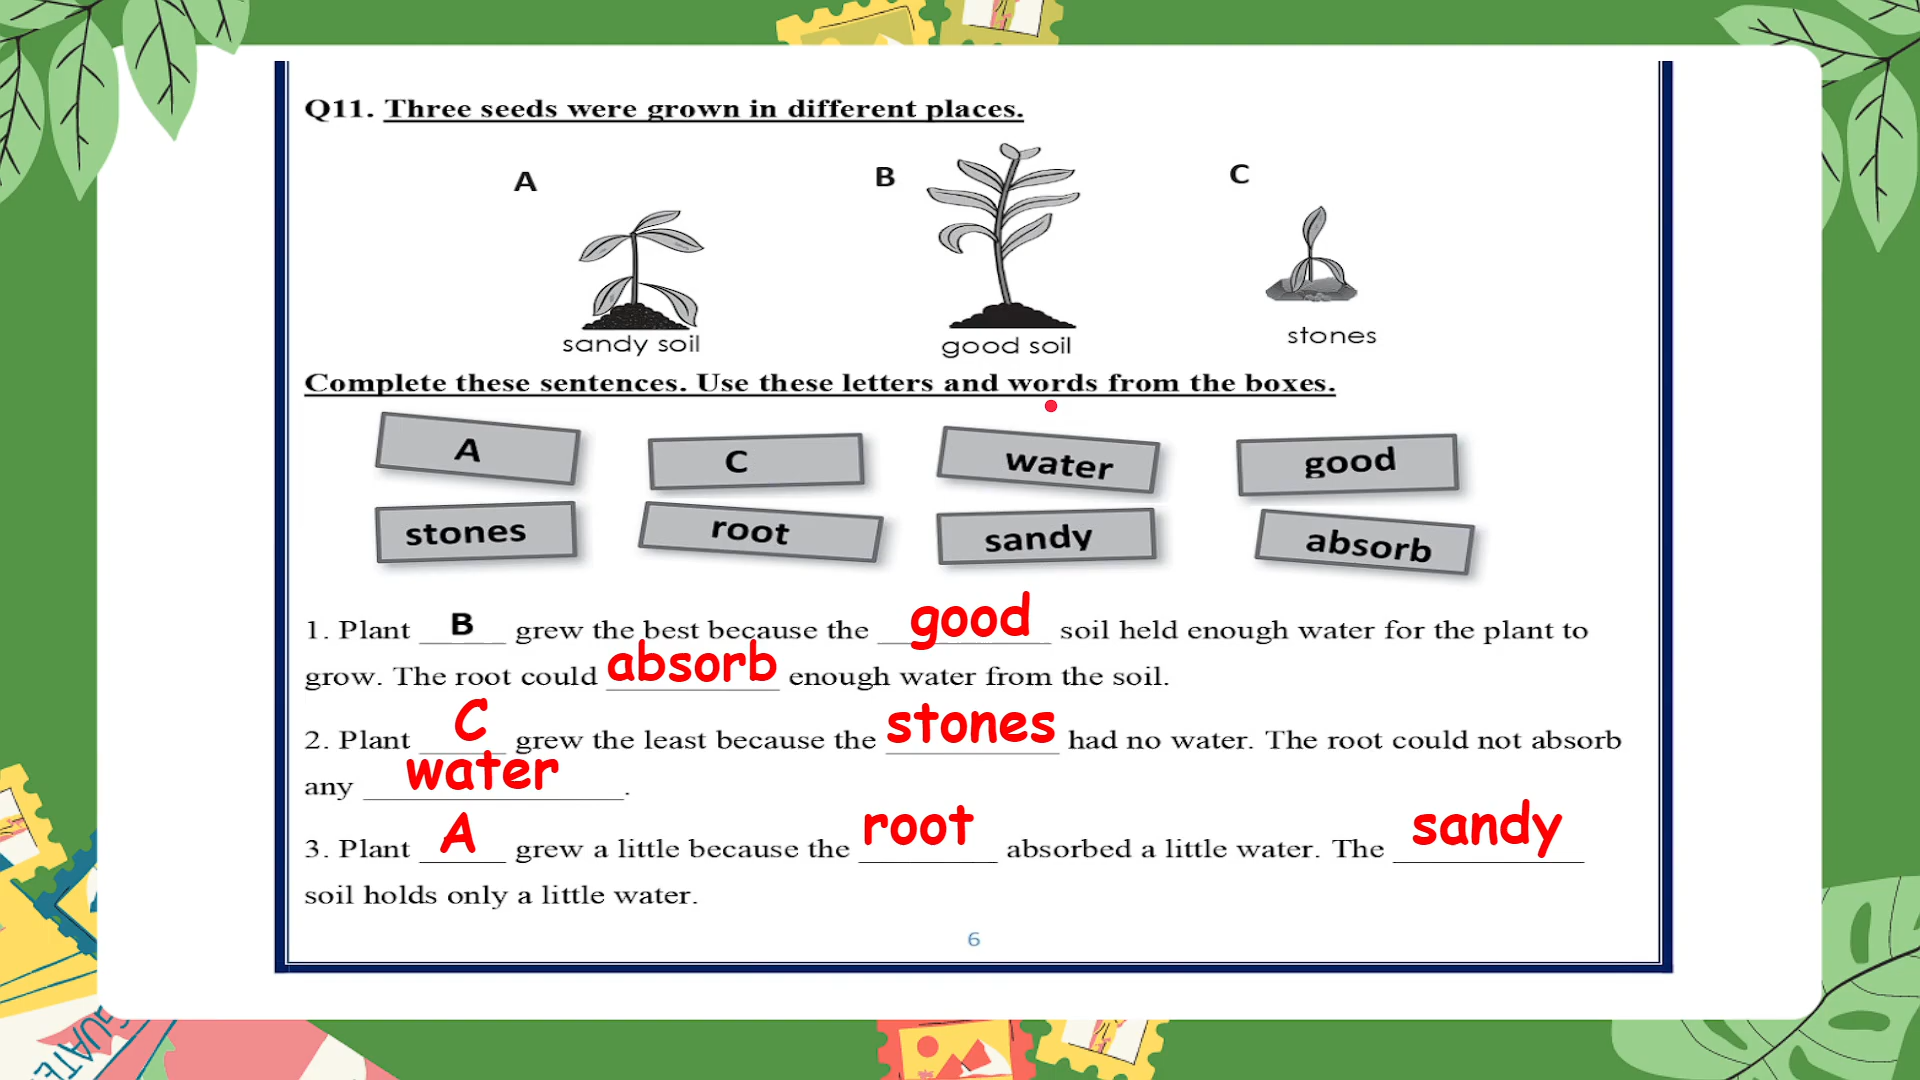 Q11. Three seeds were grown in different places.
A
B
C
sandy soil
good soil
stones
Complete these sentences. Use these letters and words from the boxes.
A
C
water
good
stones
root
sandy
absorb
1. Plant B grew the best because the good soil held enough water for the plant to
grow. The root could absorb enough water from the soil.
2. Plant C grew the least because the stones had no water. The root could not absorb
any water.
3. Plant A grew a little because the root absorbed a little water. The sandy
soil holds only a little water.
6